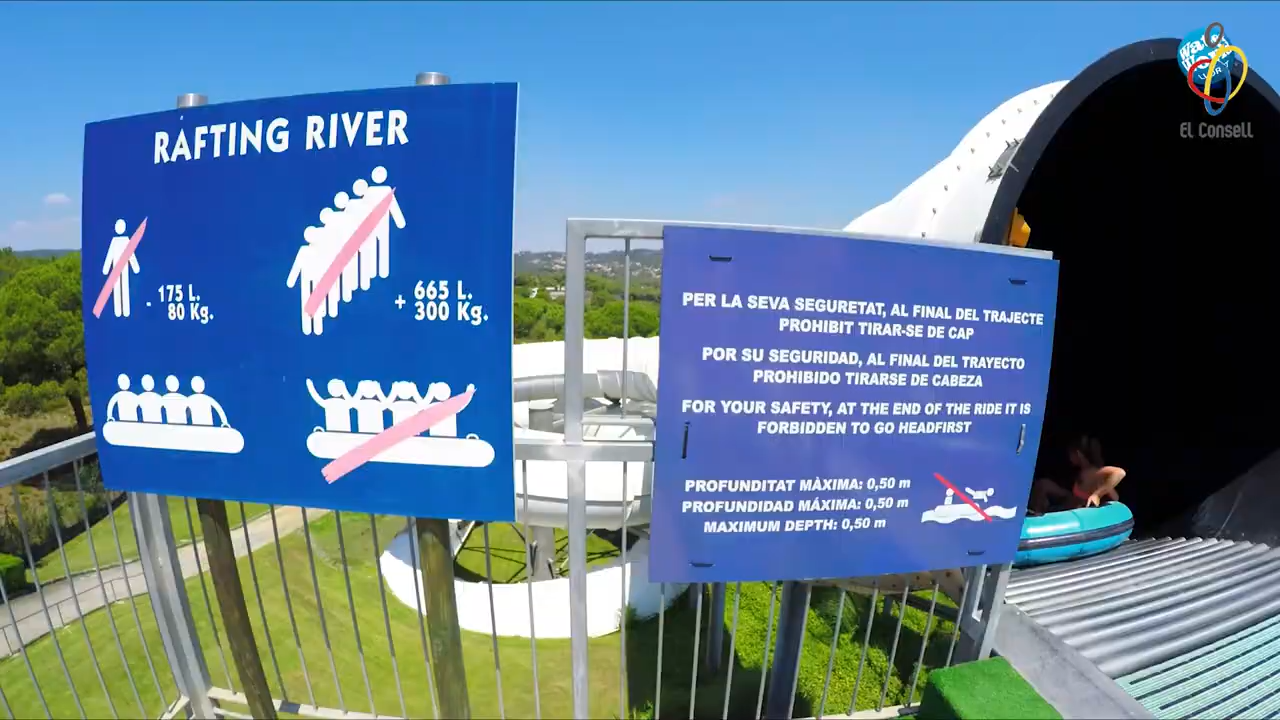 RAFTING RIVER
- 175 L.
80 Kg.
+ 665 L.
300 Kg.
PER LA SEVA SEGURETAT, AL FINAL DEL TRAJECTE
PROHIBIT TIRAR-SE DE CAP
POR SU SEGURIDAD, AL FINAL DEL TRAYECTO
PROHIBIDO TIRARSE DE CABEZA
FOR YOUR SAFETY, AT THE END OF THE RIDE IT IS
FORBIDDEN TO GO HEADFIRST
PROFUNDITAT MÀXIMA: 0,50 m
PROFUNDIDAD MÁXIMA: 0,50 m
MAXIMUM DEPTH: 0,50 m
El Consell